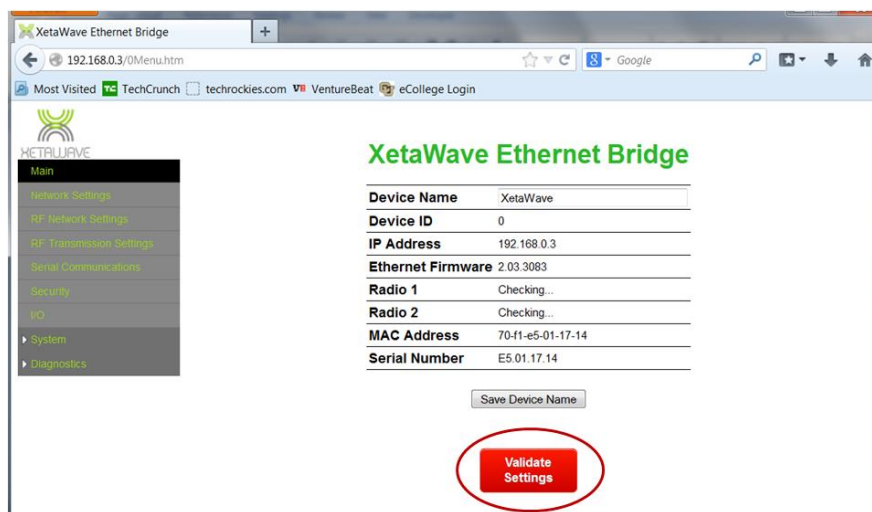 XetaWave Ethernet Bridge
+
192.168.0.3/0Menu.htm
8 Google
Most Visited TC TechCrunch techrockies.com VB VentureBeat eCollege Login
XETAWAVE
Main
Network Settings
RF Network Settings
RF Transmission Settings
Serial Communications
Security
I/O
System
Diagnostics
XetaWave Ethernet Bridge
Device Name XetaWave
Device ID 0
IP Address 192.168.0.3
Ethernet Firmware 2.03.3083
Radio 1 Checking...
Radio 2 Checking...
MAC Address 70-f1-e5-01-17-14
Serial Number E5.01.17.14
Save Device Name
Validate
Settings